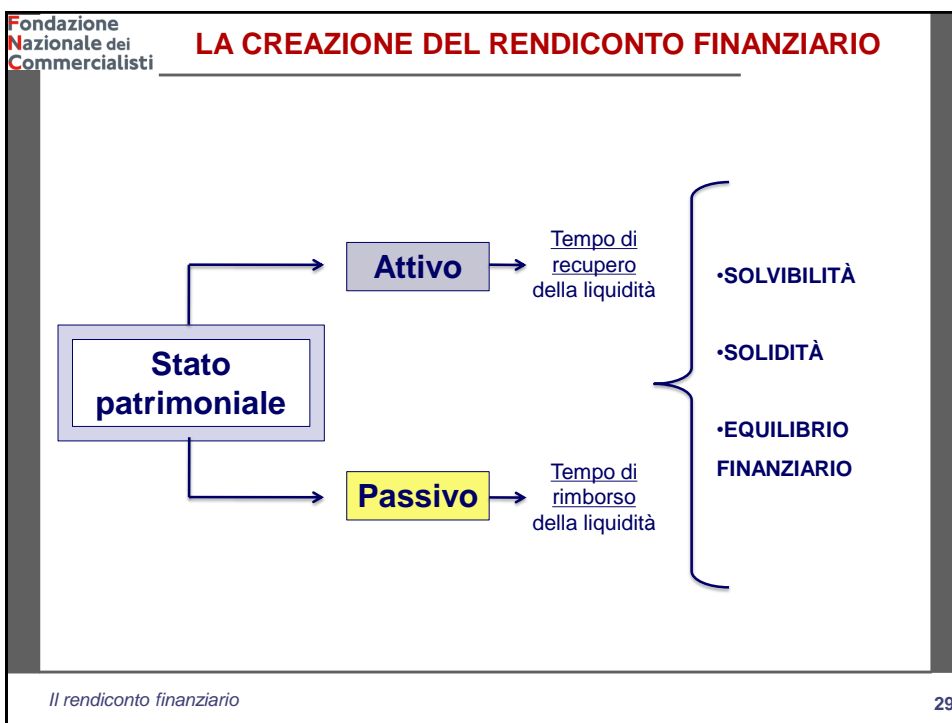 Fondazione
Nazionale dei
Commercialisti
LA CREAZIONE DEL RENDICONTO FINANZIARIO
Stato
patrimoniale
Attivo
Tempo di
recupero
della liquidità
Passivo
Tempo di
rimborso
della liquidità
•SOLVIBILITÀ
•SOLIDITÀ
•EQUILIBRIO
FINANZIARIO
Il rendiconto finanziario
29